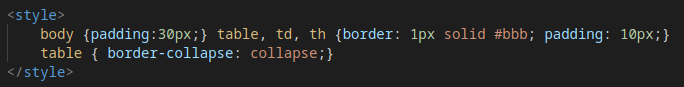 <style>
body {padding:30px;} table, td, th {border: 1px solid #bbb; padding: 10px;}
table { border-collapse: collapse;}
</style>